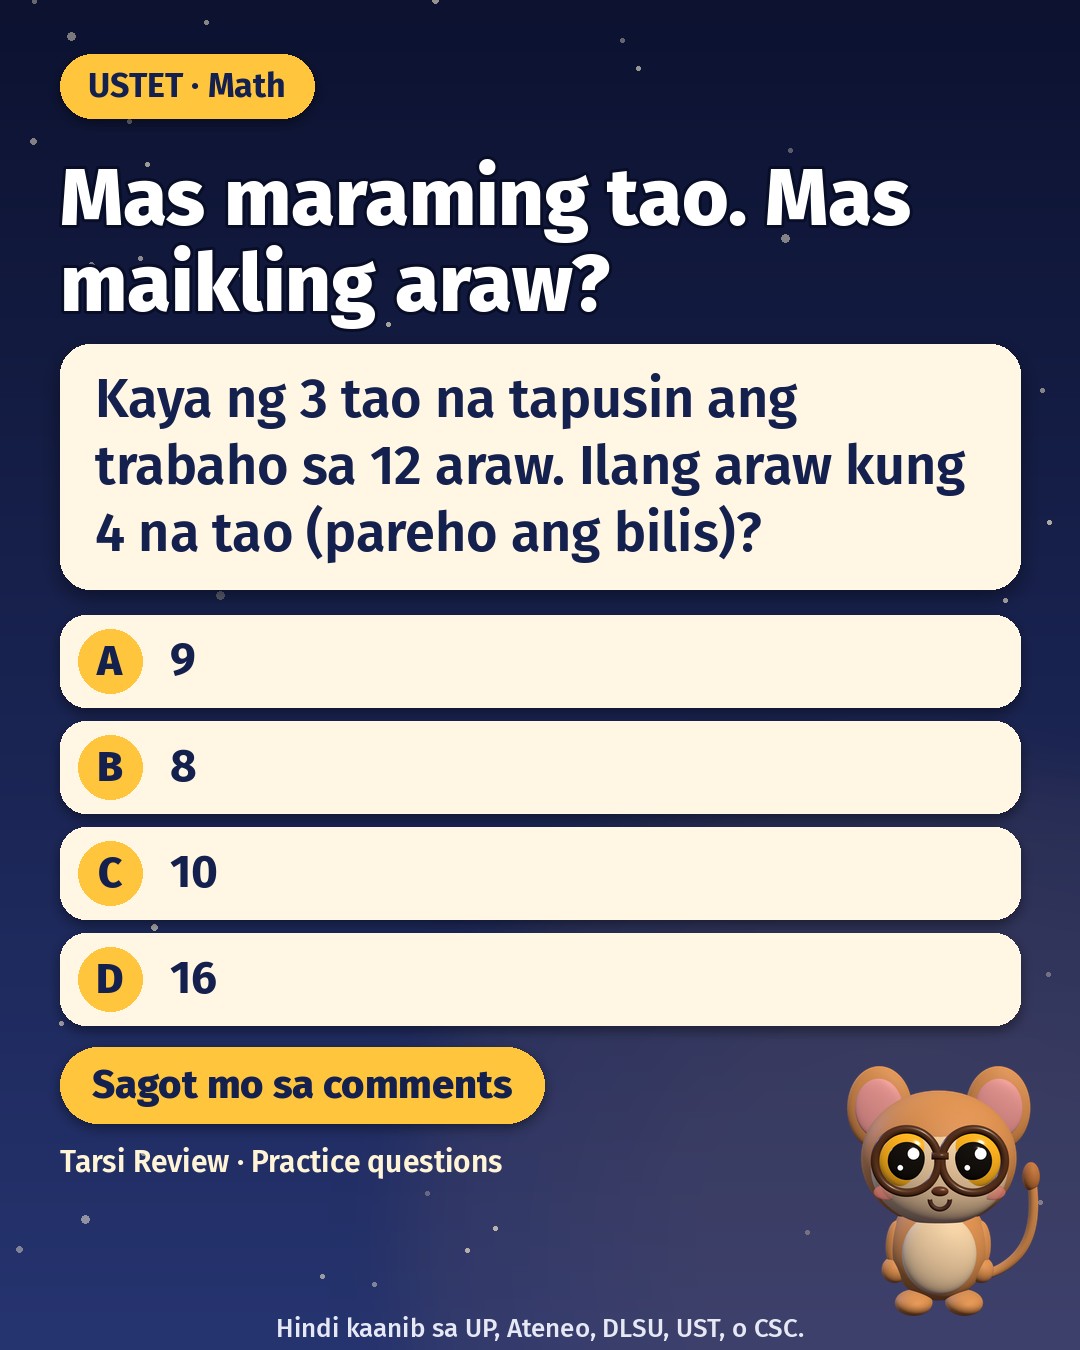 USTET · Math
Mas maraming tao. Mas
maikling araw?
Kaya ng 3 tao na tapusin ang
trabaho sa 12 araw. Ilang araw kung
4 na tao (pareho ang bilis)?
A 9
B 8
C 10
D 16
Sagot mo sa comments
Tarsi Review · Practice questions
Hindi kaanib sa UP, Ateneo, DLSU, UST, o CSC.